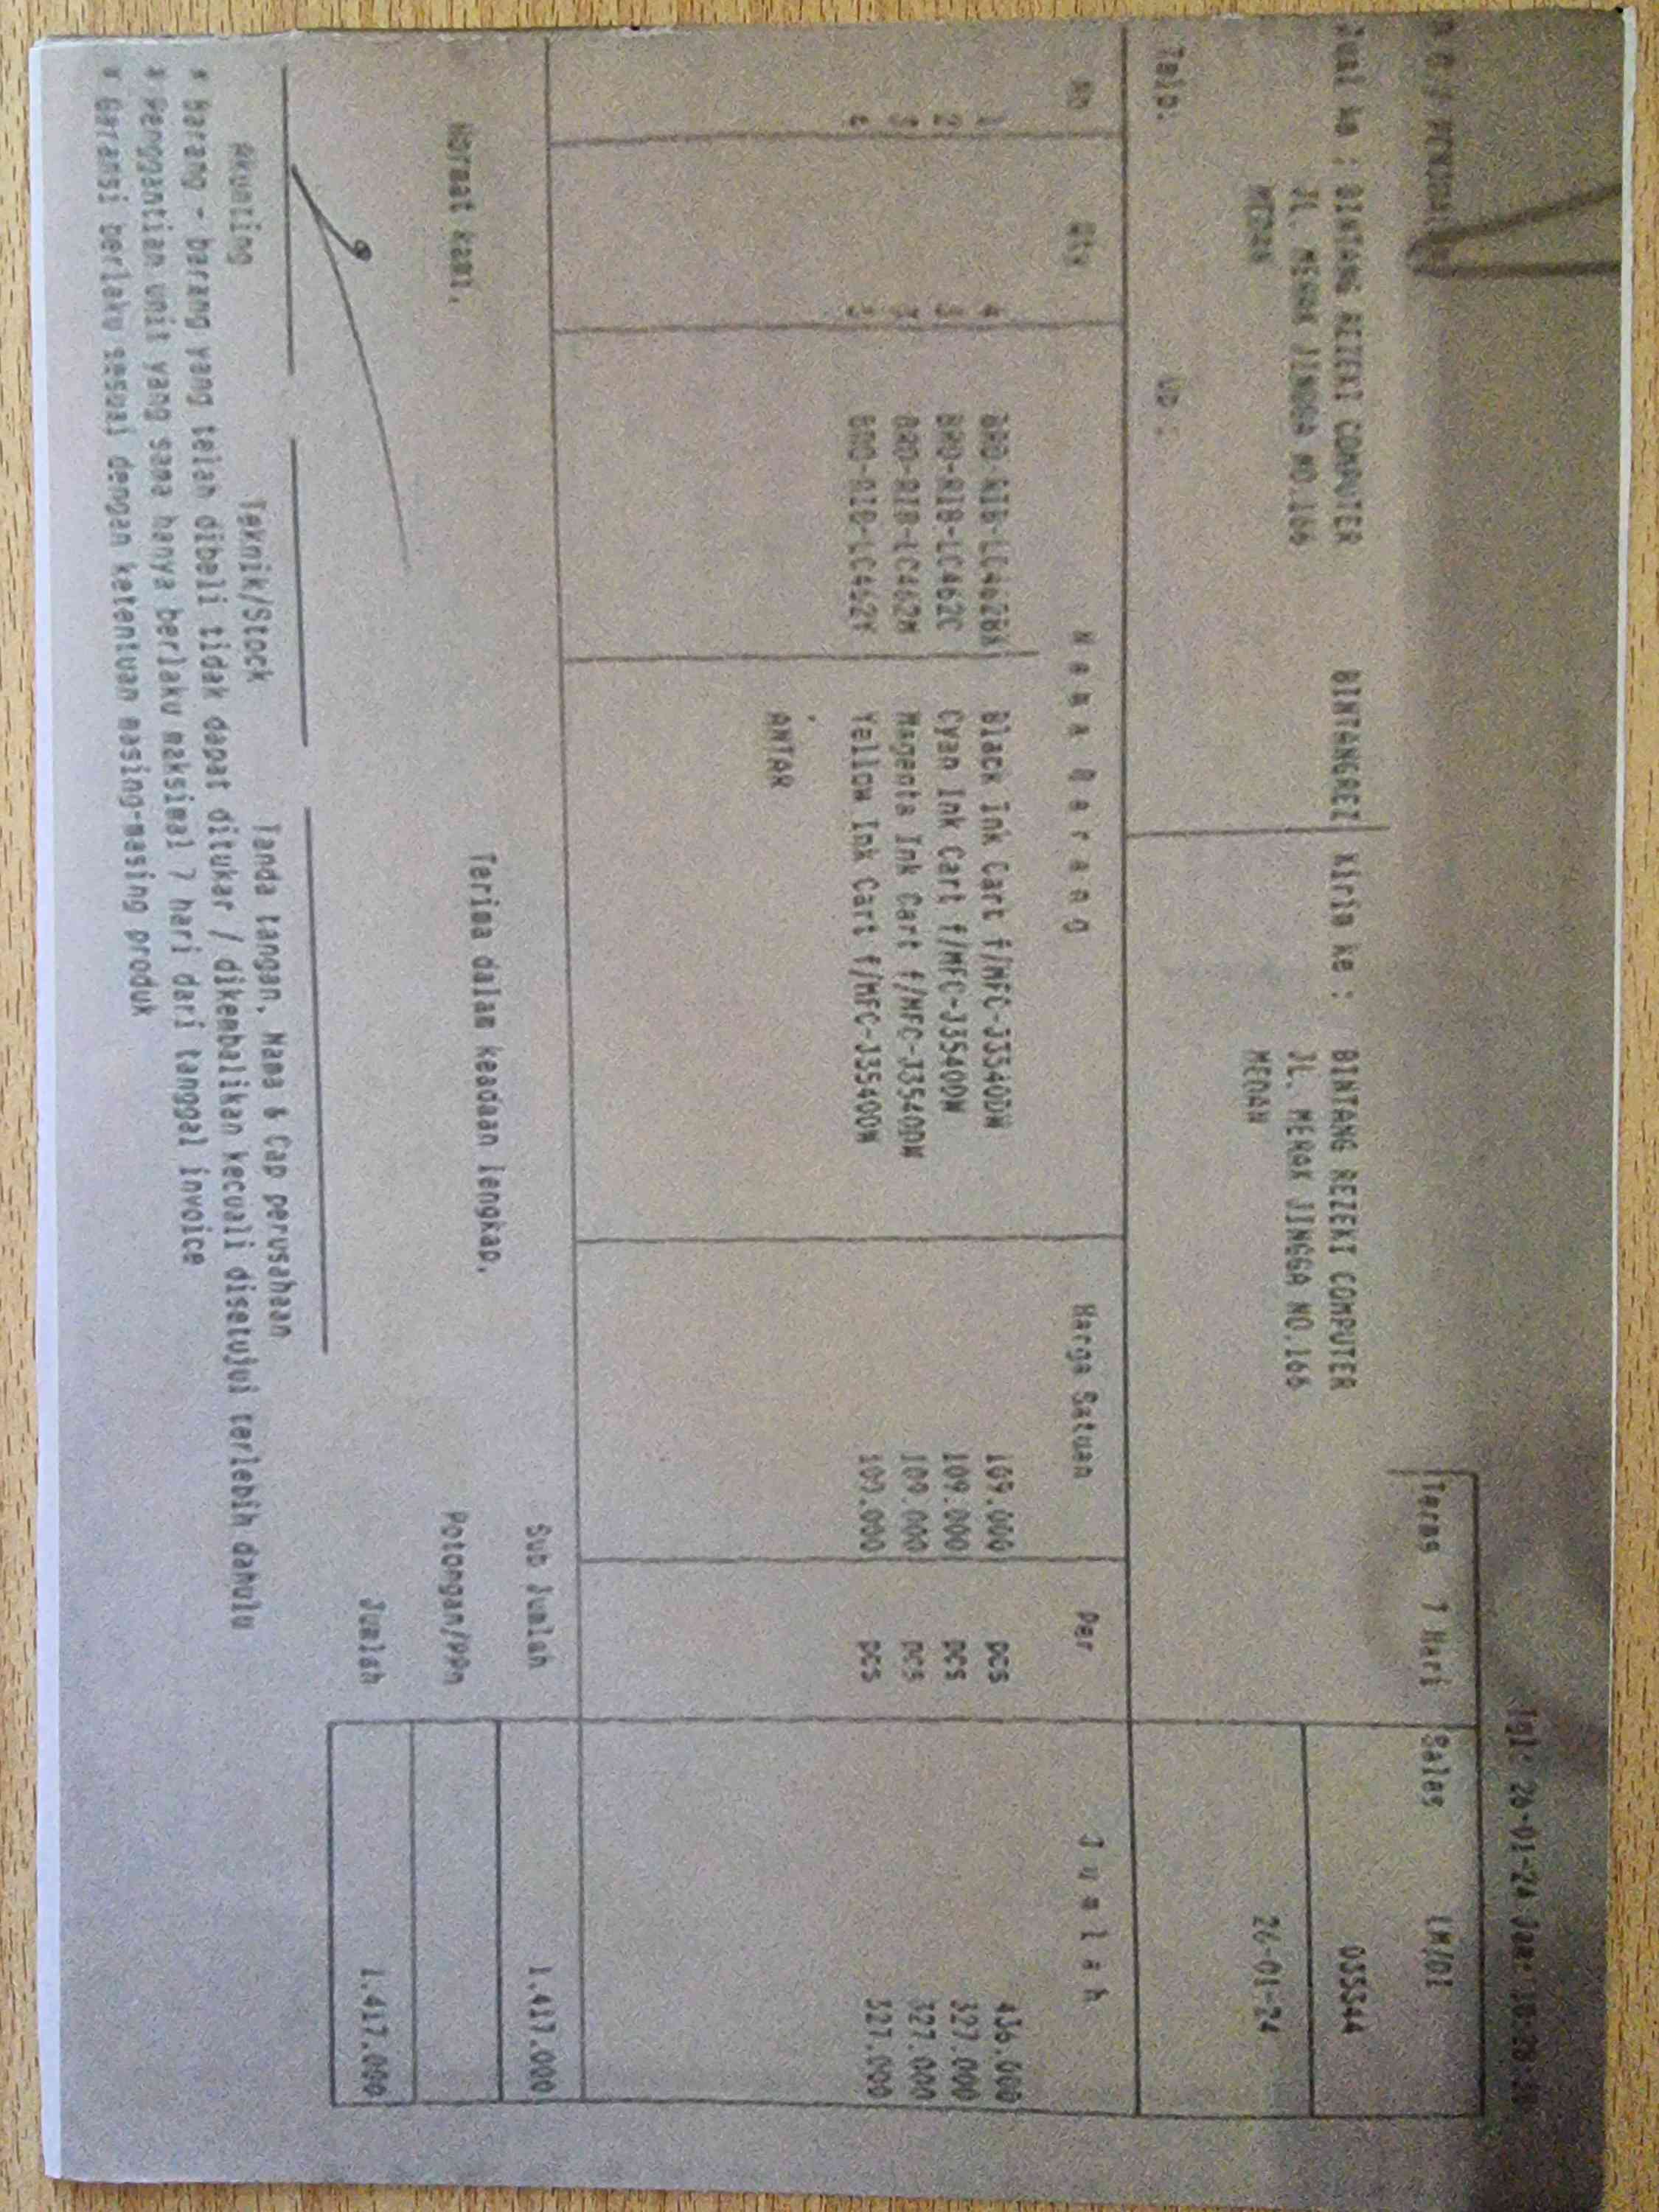 Tgl: 26-01-24 Jam:
Terms 7 Hari Sales LM/01
Jual ke : BINTANG REZEKI COMPUTER BINTANGREZ Kirim ke : BINTANG REZEKI COMPUTER 055344
JL. MERAK JINGGA NO.166 JL. MERAK JINGGA NO.166
MEDAN MEDAN 26-01-24
Telp. UP :
No Qty N a m a B a r a n g Harga Satuan Per J u m l a h
1 4 BRO-RIB-LC462BK Black Ink Cart f/MFC-J3540DW 109.000 pcs 436.000
2 3 BRO-RIB-LC462C Cyan Ink Cart f/MFC-J3540DW 109.000 pcs 327.000
3 3 BRO-RIB-LC462M Magenta Ink Cart f/MFC-J3540DW 109.000 pcs 327.000
4 3 BRO-RIB-LC462Y Yellow Ink Cart f/MFC-J3540DW 109.000 pcs 327.000
.
ANTAR
Sub Jumlah 1.417.000
Hormat kami, Terima dalam keadaan lengkap,
Potongan/PPn
Jumlah 1.417.000
Akunting Teknik/Stock Tanda tangan, Nama & Cap perusahaan
* Barang - barang yang telah dibeli tidak dapat ditukar / dikembalikan kecuali disetujui terlebih dahulu
* Penggantian unit yang sama hanya berlaku maksimal 7 hari dari tanggal invoice
* Garansi berlaku sesuai dengan ketentuan masing-masing produk